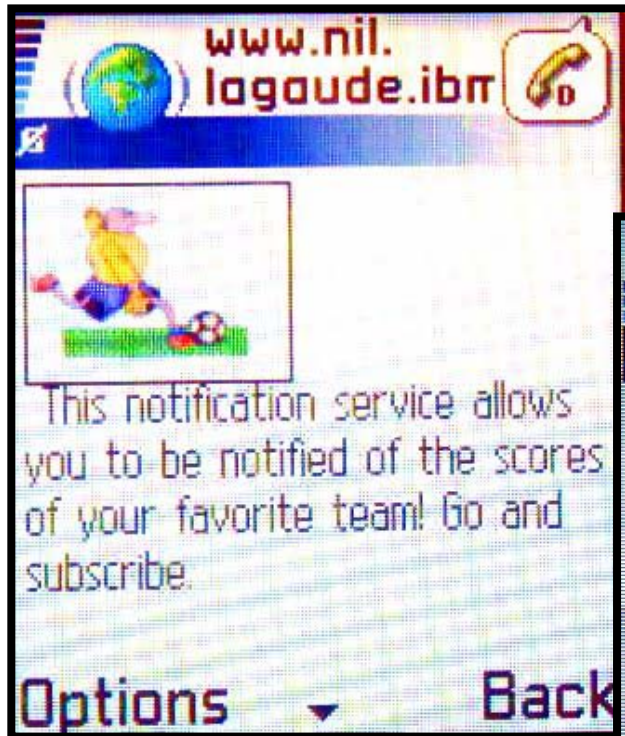 www.nil.
lagaude.ibm
D
This notification service allows
you to be notified of the scores
of your favorite team! Go and
subscribe.
Options
Back